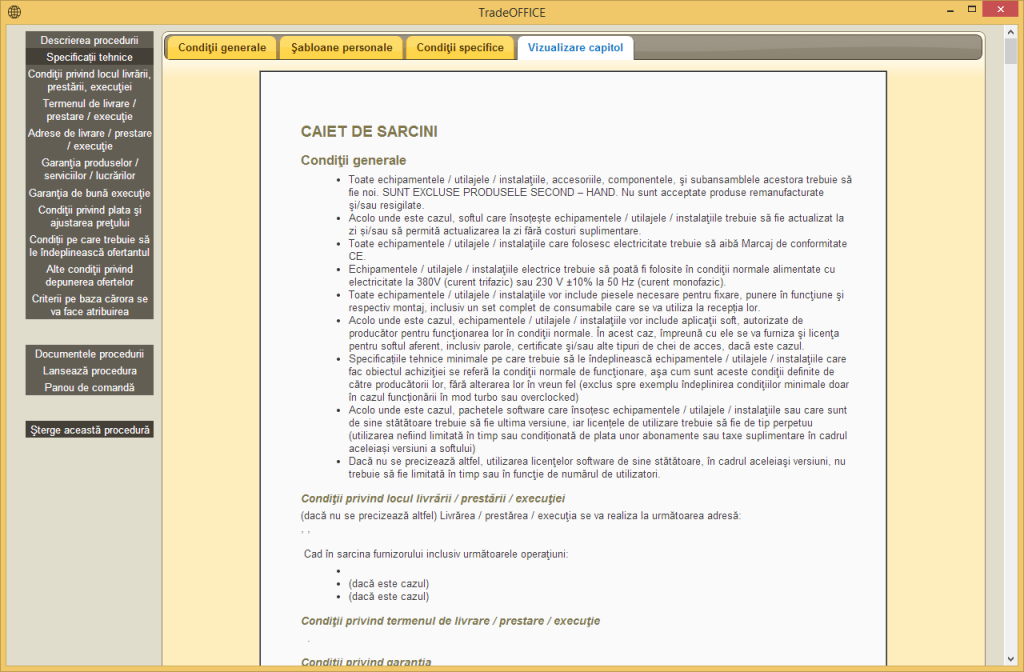 TradeOFFICE
Descrierea procedurii
Specificații tehnice
Condiţii privind locul livrării,
prestării, execuţiei
Termenul de livrare /
prestare / execuţie
Adrese de livrare / prestare
/ execuţie
Garanţia produselor /
serviciilor / lucrărilor
Garanţia de bună execuţie
Condiţii privind plata şi
ajustarea preţului
Condiții pe care trebuie să
le îndeplinească ofertantul
Alte condiţii privind
depunerea ofertelor
Criterii pe baza cărora se
va face atribuirea
Documentele procedurii
Lansează procedura
Panou de comandă
Şterge această procedură
Condiţii generale
Şabloane personale
Condiţii specifice
Vizualizare capitol
CAIET DE SARCINI
Condiţii generale
• Toate echipamentele / utilajele / instalaţiile, accesoriile, componentele, şi subansamblele acestora trebuie să
fie noi. SUNT EXCLUSE PRODUSELE SECOND – HAND. Nu sunt acceptate produse remanufacturate
şi/sau resigilate.
• Acolo unde este cazul, softul care însoțește echipamentele / utilajele / instalaţiile trebuie să fie actualizat la
zi şi/sau să permită actualizarea la zi fără costuri suplimentare.
• Toate echipamentele / utilajele / instalaţiile care folosesc electricitate trebuie să aibă Marcaj de conformitate
CE.
• Echipamentele / utilajele / instalaţiile electrice trebuie să poată fi folosite în condiţii normale alimentate cu
electricitate la 380V (curent trifazic) sau 230 V ±10% la 50 Hz (curent monofazic).
• Toate echipamentele / utilajele / instalaţiile vor include piesele necesare pentru fixare, punere în funcţiune şi
respectiv montaj, inclusiv un set complet de consumabile care se va utiliza la recepţia lor.
• Acolo unde este cazul, echipamentele / utilajele / instalaţiile vor include aplicaţii soft, autorizate de
producător pentru funcţionarea lor în condiţii normale. În acest caz, împreună cu ele se va furniza şi licenţa
pentru softul aferent, inclusiv parole, certificate şi/sau alte tipuri de chei de acces, dacă este cazul.
• Specificațiile tehnice minimale pe care trebuie să le îndeplinească echipamentele / utilajele / instalaţiile care
fac obiectul achiziţiei se referă la condiţii normale de funcţionare, aşa cum sunt aceste condiţii definite de
către producătorii lor, fără alterarea lor în vreun fel (exclus spre exemplu îndeplinirea condiţiilor minimale doar
în cazul funcționării în mod turbo sau overclocked)
• Acolo unde este cazul, pachetele software care însoțesc echipamentele / utilajele / instalaţiile sau care sunt
de sine stătătoare trebuie să fie ultima versiune, iar licențele de utilizare trebuie să fie de tip perpetuu
(utilizarea nefiind limitată în timp sau condiționată de plata unor abonamente sau taxe suplimentare în cadrul
aceleiași versiuni a softului)
• Dacă nu se precizează altfel, utilizarea licenţelor software de sine stătătoare, în cadrul aceleiaşi versiuni, nu
trebuie să fie limitată în timp sau în funcţie de numărul de utilizatori.
Condiţii privind locul livrării / prestării / execuţiei
(dacă nu se precizează altfel) Livrărea / prestărea / execuţia se va realiza la următoarea adresă:
, ,
Cad în sarcina furnizorului inclusiv următoarele operaţiuni:
•
• (dacă este cazul)
• (dacă este cazul)
Condiţii privind termenul de livrare / prestare / execuţie
.
Condiţii privind garanţia